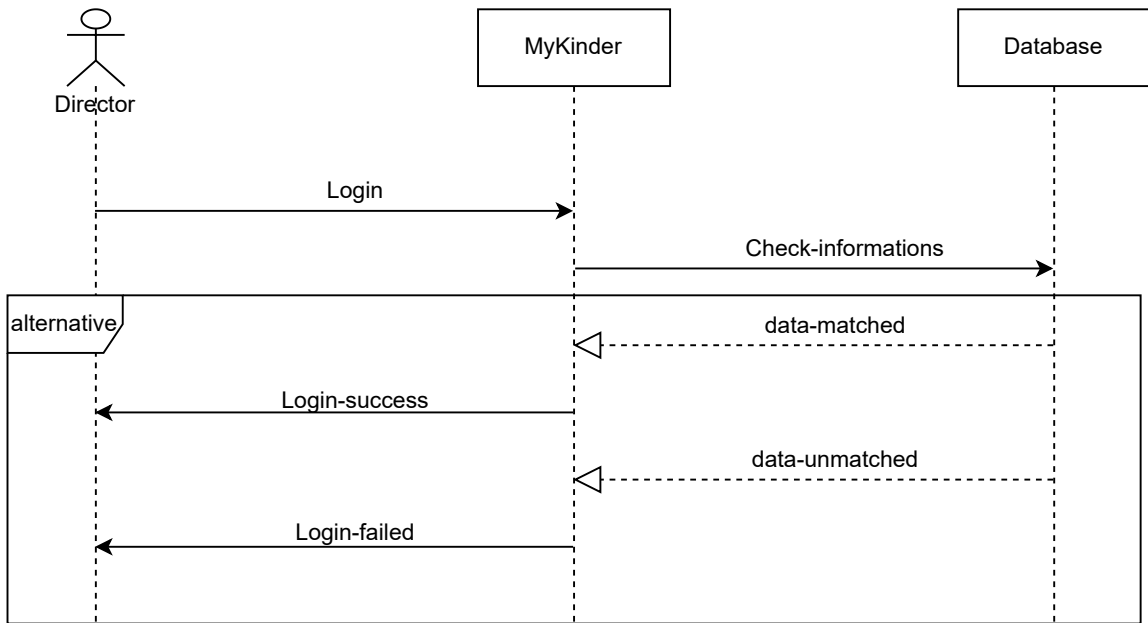 MyKinder
Database
Director
Login
Check-informations
alternative
data-matched
Login-success
data-unmatched
Login-failed